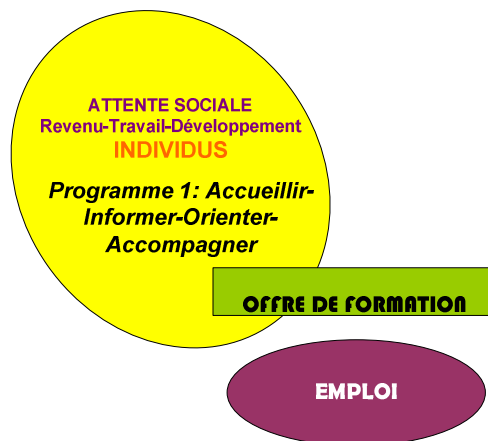 ATTENTE SOCIALE
Revenu-Travail-Développement
INDIVIDUS
Programme 1: Accueillir-
Informer-Orienter-
Accompagner
OFFRE DE FORMATION
EMPLOI